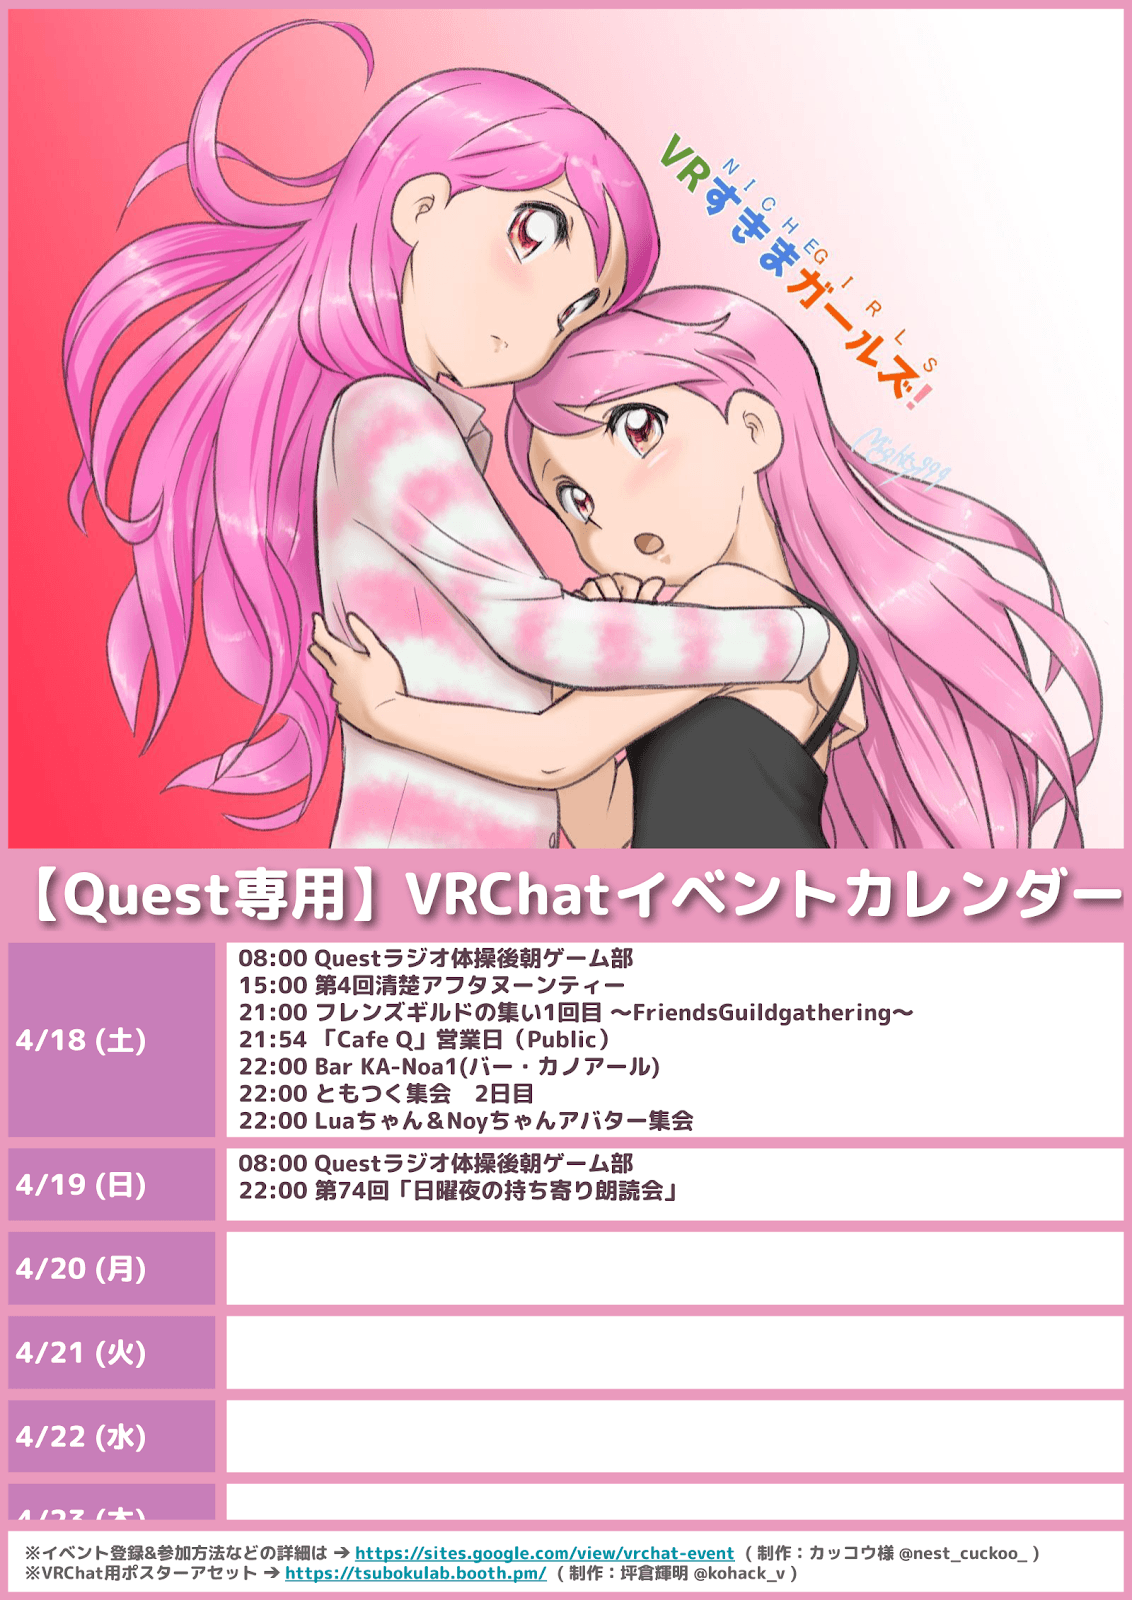 NICHE GIRLS
VRすきまガールズ!
Mighty999
【Quest専用】VRChatイベントカレンダー
4/18 (土)
08:00 Questラジオ体操後朝ゲーム部
15:00 第4回清楚アフタヌーンティー
21:00 フレンズギルドの集い1回目 〜FriendsGuildgathering〜
21:54 「Cafe Q」営業日（Public）
22:00 Bar KA-Noa1(バー・カノアール)
22:00 ともつく集会　2日目
22:00 Luaちゃん＆Noyちゃんアバター集会
4/19 (日)
08:00 Questラジオ体操後朝ゲーム部
22:00 第74回「日曜夜の持ち寄り朗読会」
4/20 (月)
4/21 (火)
4/22 (水)
4/23 (木)
※イベント登録&参加方法などの詳細は ➔ https://sites.google.com/view/vrchat-event （ 制作：カッコウ様 @nest_cuckoo_ ）
※VRChat用ポスターアセット ➔ https://tsubokulab.booth.pm/ （ 制作：坪倉輝明 @kohack_v ）